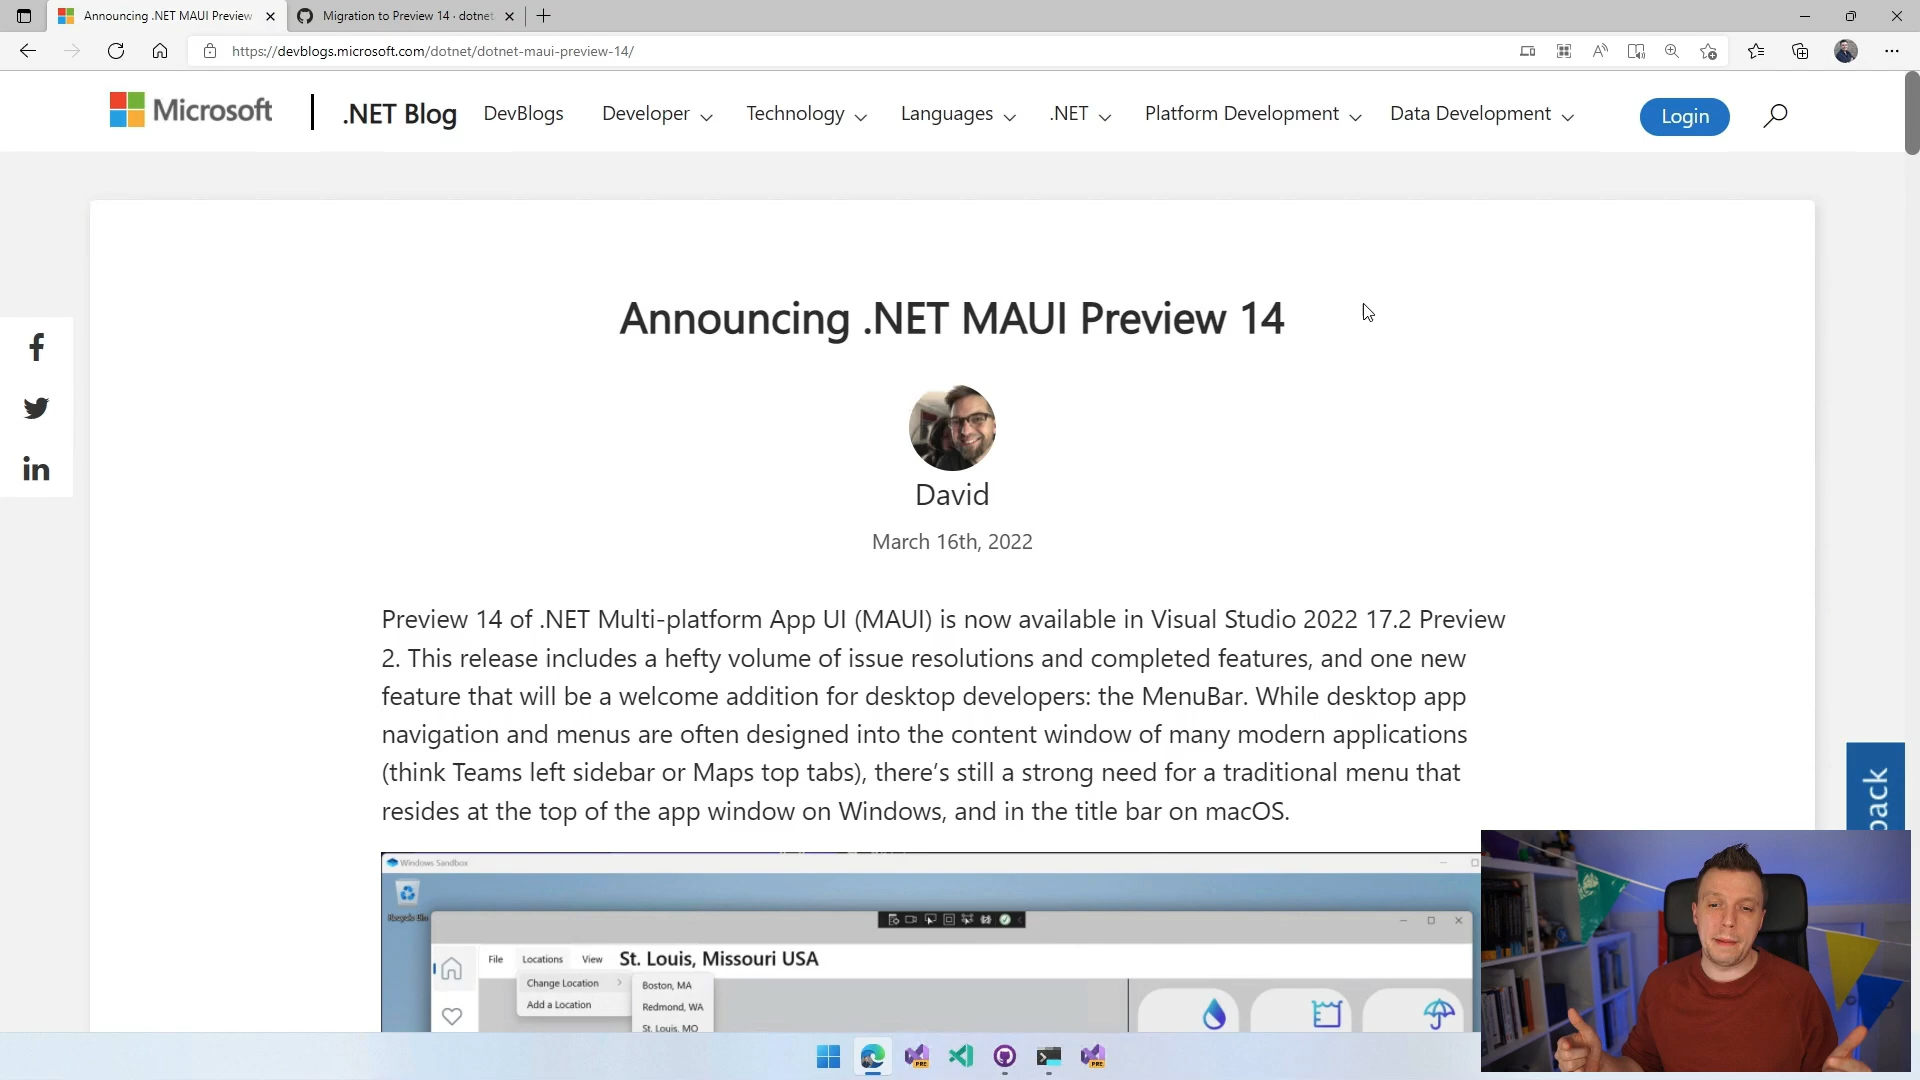 Announcing .NET MAUI Preview
Migration to Preview 14 · dotnet
https://devblogs.microsoft.com/dotnet/dotnet-maui-preview-14/
Microsoft
.NET Blog
DevBlogs
Developer
Technology
Languages
.NET
Platform Development
Data Development
Login
Announcing .NET MAUI Preview 14
David
March 16th, 2022
Preview 14 of .NET Multi-platform App UI (MAUI) is now available in Visual Studio 2022 17.2 Preview
2. This release includes a hefty volume of issue resolutions and completed features, and one new
feature that will be a welcome addition for desktop developers: the MenuBar. While desktop app
navigation and menus are often designed into the content window of many modern applications
(think Teams left sidebar or Maps top tabs), there’s still a strong need for a traditional menu that
resides at the top of the app window on Windows, and in the title bar on macOS.
Windows Sandbox
Recycle Bin
File
Locations
View
St. Louis, Missouri USA
Change Location
Add a Location
Boston, MA
Redmond, WA
St. Louis, MO
back
PRE
PRE